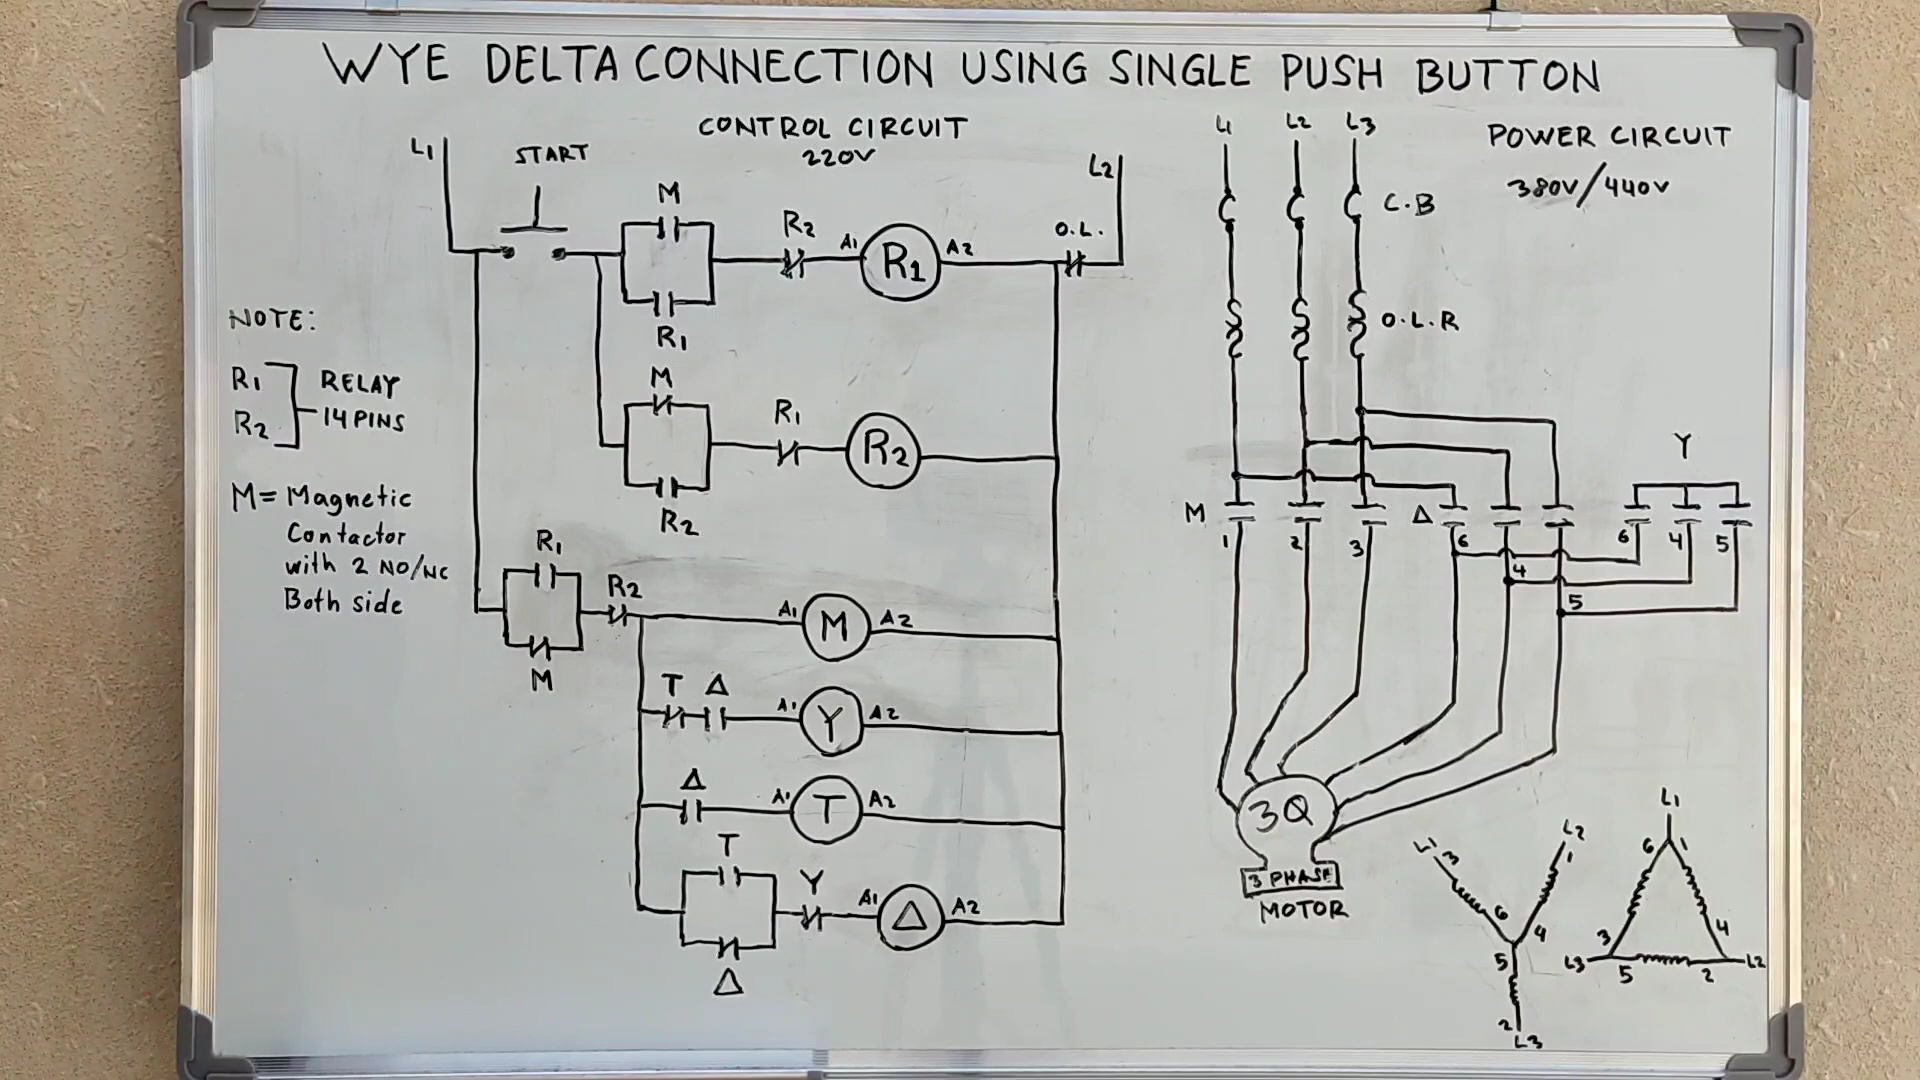 WYE DELTA CONNECTION USING SINGLE PUSH BUTTON
CONTROL CIRCUIT
220V
L1
START
M
R2
A1
R1
A2
O.L.
L2
R1
NOTE:
R1
R2
RELAY
14 PINS
M = Magnetic
Contactor
with 2 NO/NC
Both side
M
R1
R2
R2
R1
R2
M
A1
M
A2
T
Δ
A1
Y
A2
Δ
A1
T
A2
T
Y
A1
Δ
A2
Δ
POWER CIRCUIT
380V/440V
L1
L2
L3
C.B
O.L.R
Y
M
Δ
1
2
3
6
4
5
6
4
5
3Q
3 PHASE
MOTOR
L2
1
3
6
4
5
2
L3
L1
6
1
3
4
L3
5
2
L2